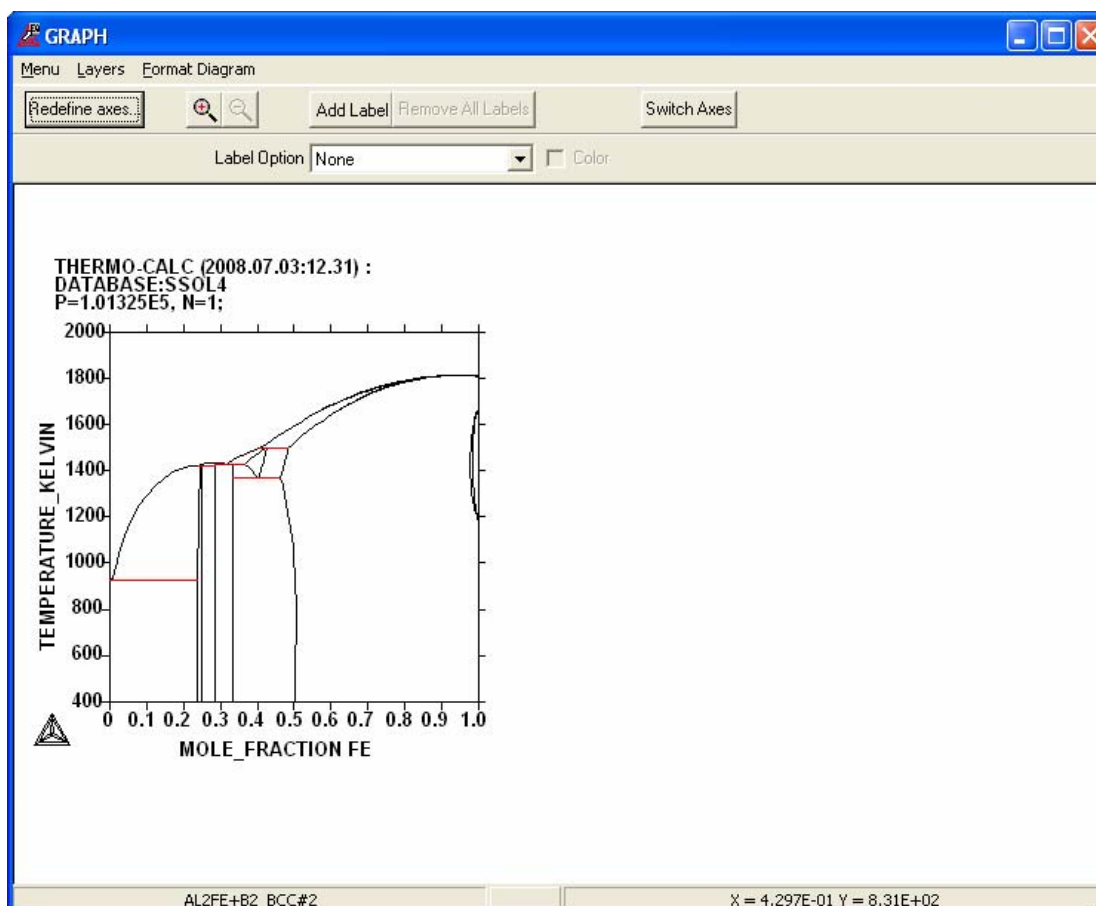 GRAPH
Menu Layers Format Diagram
Redefine axes... Add Label Remove All Labels Switch Axes
Label Option None Color
THERMO-CALC (2008.07.03:12.31) :
DATABASE:SSOL4
P=1.01325E5, N=1;
2000
1800
1600
1400
1200
1000
800
600
400
TEMPERATURE_KELVIN
0 0.1 0.2 0.3 0.4 0.5 0.6 0.7 0.8 0.9 1.0
MOLE_FRACTION FE
AL2FE+B2_BCC#2 X = 4.297E-01 Y = 8.31E+02